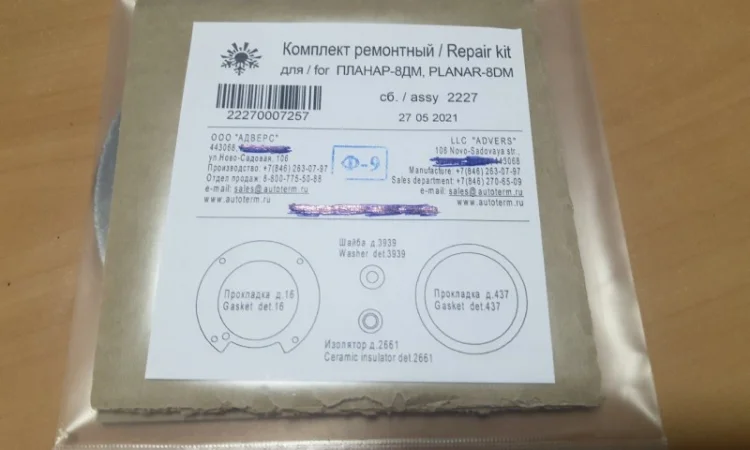 Комплект ремонтный / Repair kit
для / for ПЛАНАР-8ДМ, PLANAR-8DM
сб. / assy 2227
22270007257
27 05 2021
ООО "АДВЕРС"
443068,
ул.Ново-Садовая, 106
Производство: +7(846)263-07-97
Отдел продаж: 8-800-775-50-88
e-mail: sales@autoterm.ru
www.autoterm.ru
Ф-9
LLC "ADVERS"
106 Novo-Sadovaya str.,
443068
Manufacture: +7(846)263-07-97
Sales department: +7(846)270-65-09
e-mail: sales@autoterm.ru
www.autoterm.ru
Шайба д.3939
Washer det.3939
Прокладка д.16
Gasket det.16
Прокладка д.437
Gasket det.437
Изолятор д.2661
Ceramic insulator det.2661